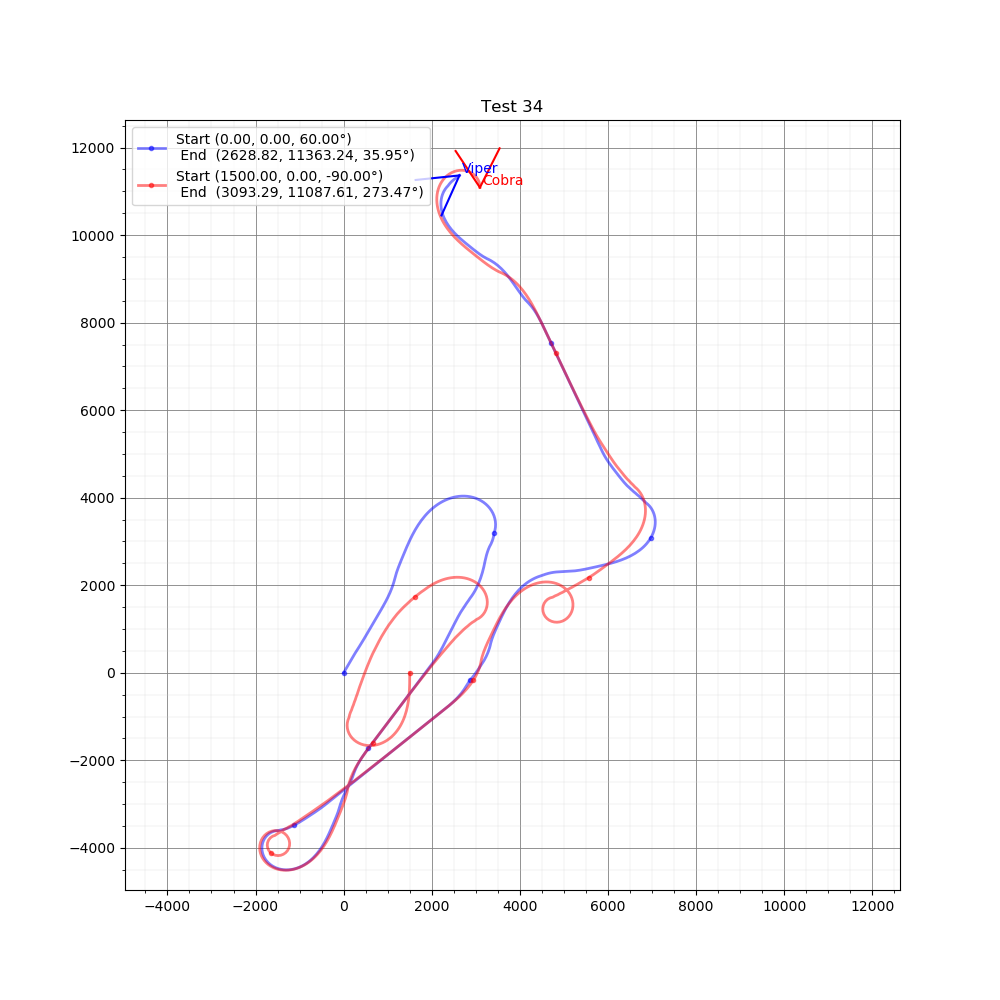 Test 34
Start (0.00, 0.00, 60.00°)
End (2628.82, 11363.24, 35.95°)
Start (1500.00, 0.00, -90.00°)
End (3093.29, 11087.61, 273.47°)
Viper
Cobra
12000
10000
8000
6000
4000
2000
0
−2000
−4000
−4000 −2000 0 2000 4000 6000 8000 10000 12000